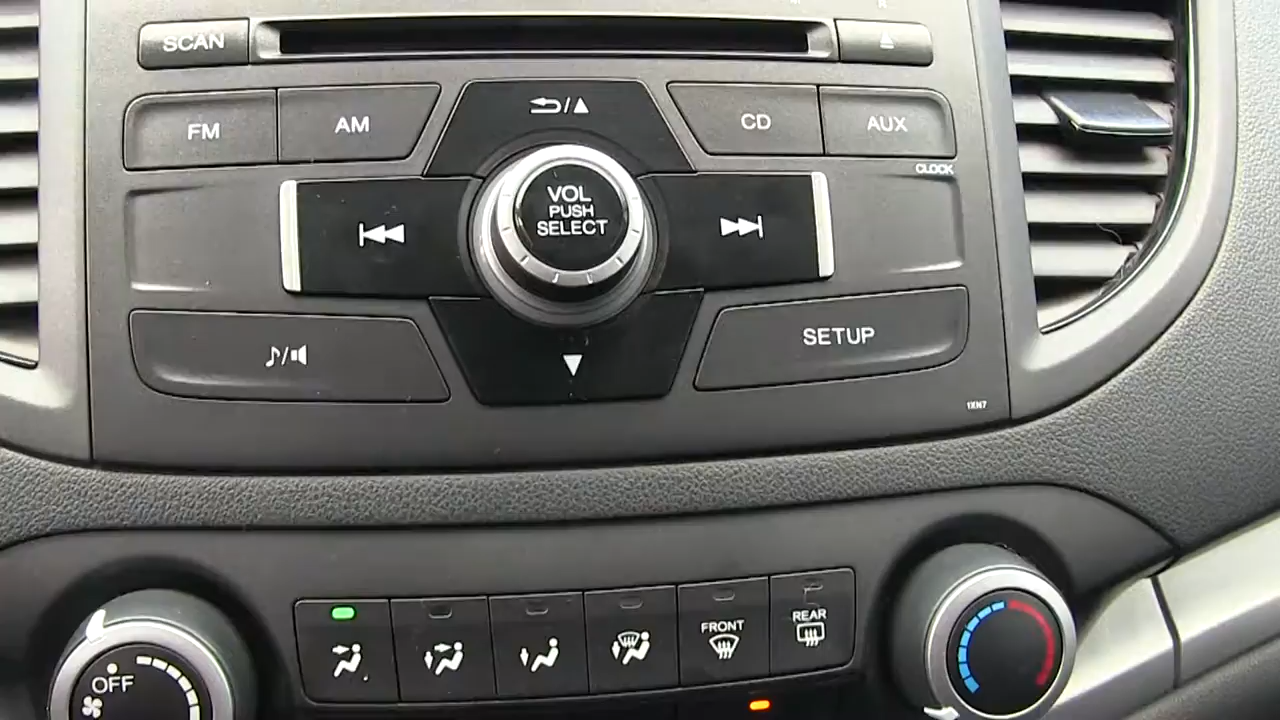 SCAN
FM
AM
CD
AUX
CLOCK
VOL
PUSH
SELECT
SETUP
1XN7
FRONT
REAR
OFF